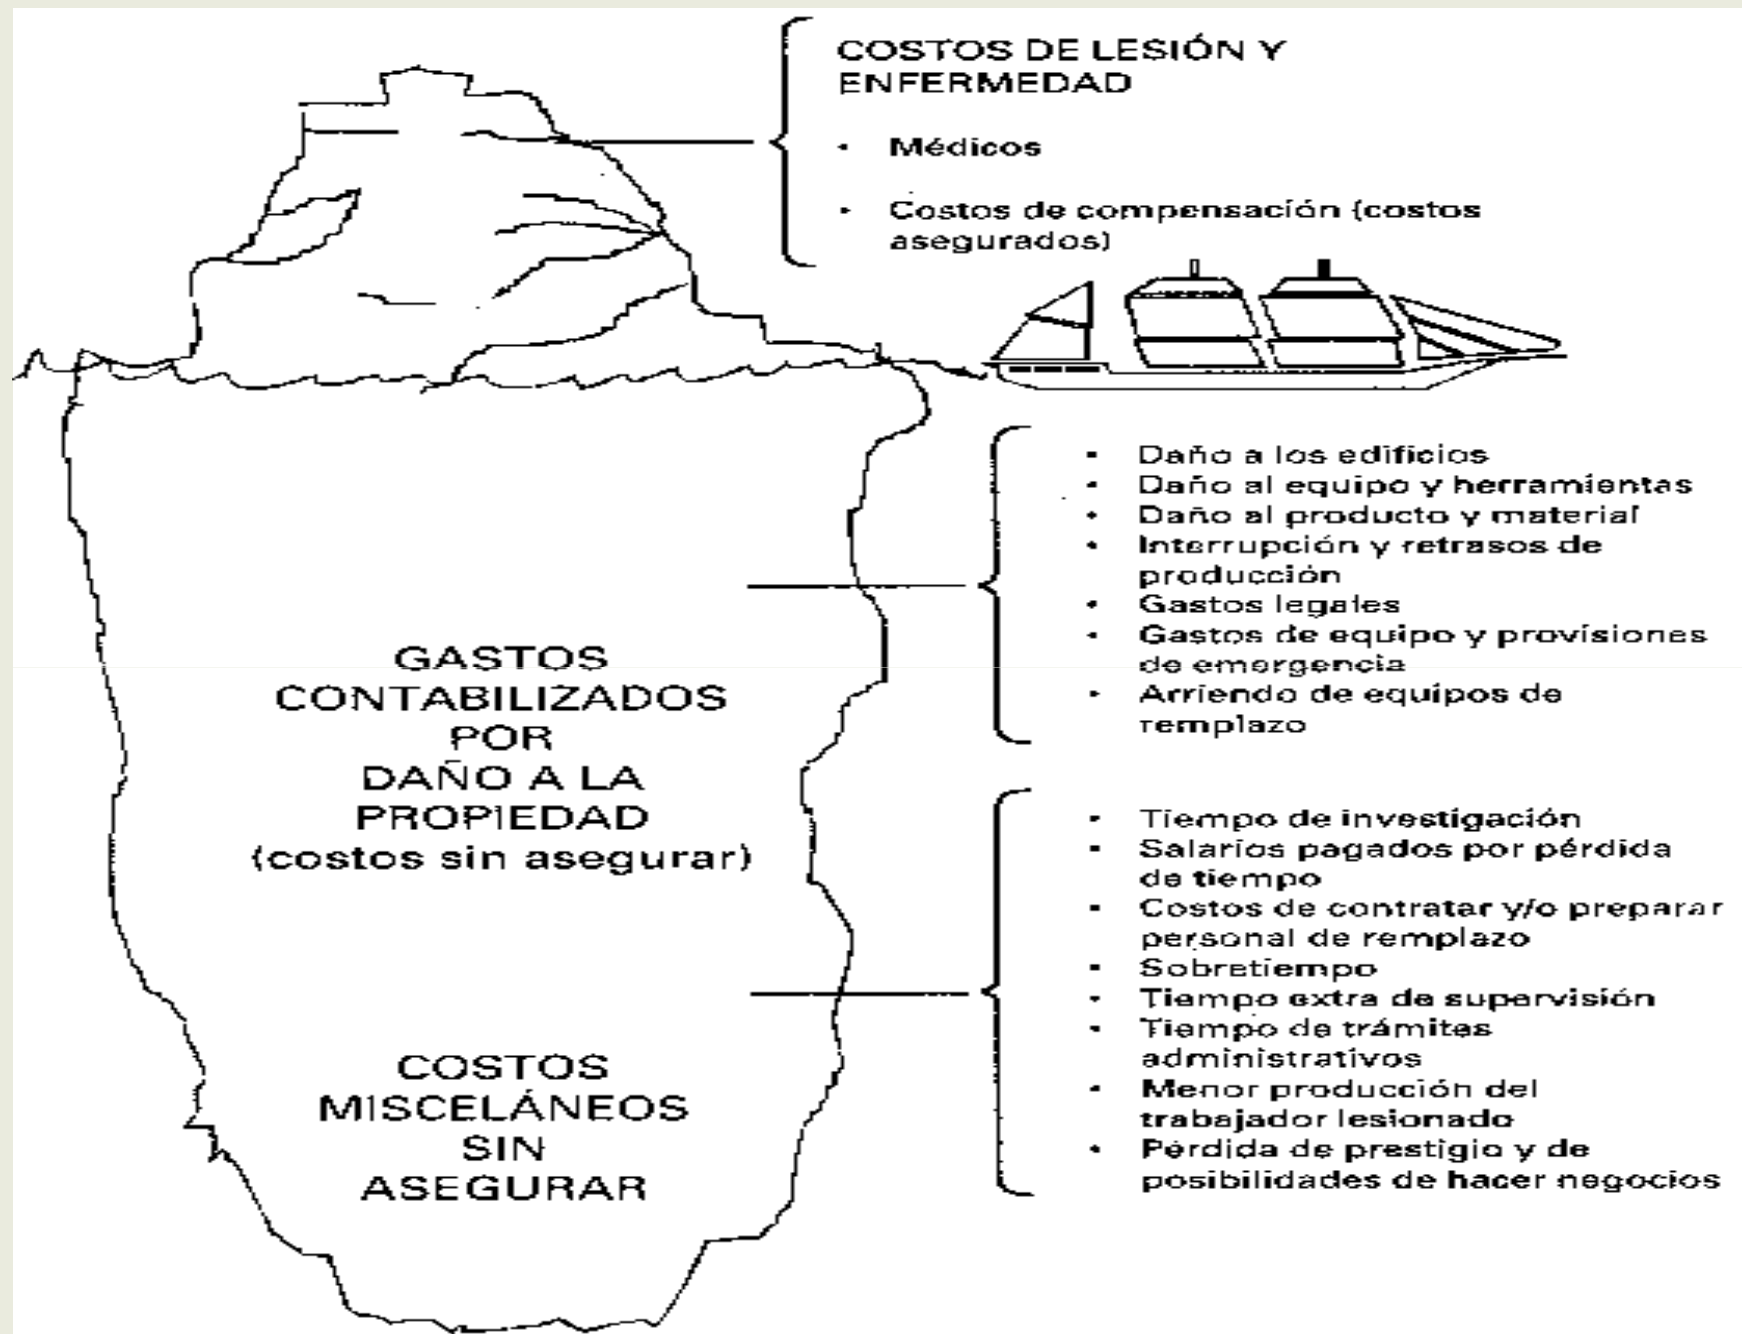 COSTOS DE LESIÓN Y
ENFERMEDAD
• Médicos
• Costos de compensación (costos
asegurados)
• Daño a los edificios
• Daño al equipo y herramientas
• Daño al producto y material
• Interrupción y retrasos de
producción
• Gastos legales
• Gastos de equipo y provisiones
de emergencia
• Arriendo de equipos de
remplazo
GASTOS
CONTABILIZADOS
POR
DAÑO A LA
PROPIEDAD
(costos sin asegurar)
• Tiempo de investigación
• Salarios pagados por pérdida
de tiempo
• Costos de contratar y/o preparar
personal de remplazo
• Sobretiempo
• Tiempo extra de supervisión
• Tiempo de trámites
administrativos
• Menor producción del
trabajador lesionado
• Pérdida de prestigio y de
posibilidades de hacer negocios
COSTOS
MISCELÁNEOS
SIN
ASEGURAR